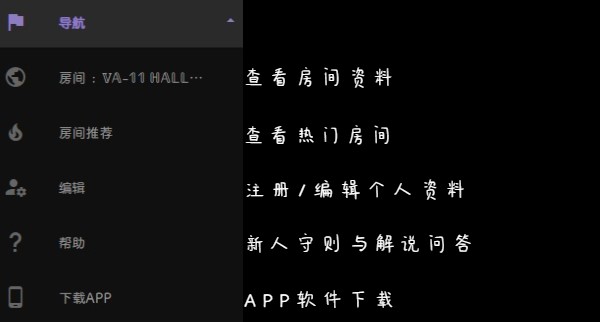 导航
房间 : 𝕍𝔸-𝟙𝟙 ℍ𝔸𝕃𝕃… 查看房间资料
房间推荐 查看热门房间
编辑 注册/编辑个人资料
帮助 新人守则与解说问答
下载APP APP软件下载